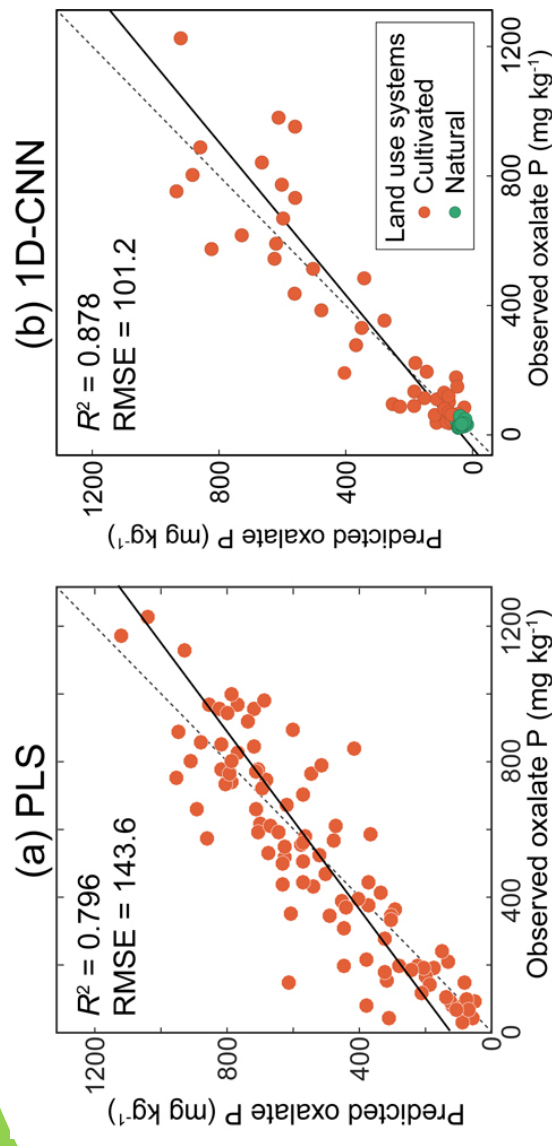 (a) PLS
R² = 0.796
RMSE = 143.6
Predicted oxalate P (mg kg⁻¹)
1200
800
400
0
0
400
800
1200
Observed oxalate P (mg kg⁻¹)
(b) 1D-CNN
R² = 0.878
RMSE = 101.2
Predicted oxalate P (mg kg⁻¹)
1200
800
400
0
0
400
800
1200
Observed oxalate P (mg kg⁻¹)
Land use systems
Cultivated
Natural